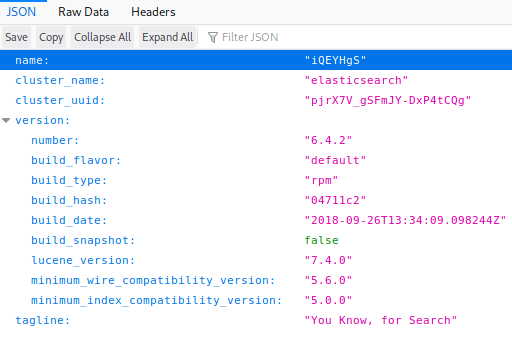 JSON Raw Data Headers
Save Copy Collapse All Expand All Filter JSON
name: "iQEYHgS"
cluster_name: "elasticsearch"
cluster_uuid: "pjrX7V_gSFmJY-DxP4tCQg"
version:
number: "6.4.2"
build_flavor: "default"
build_type: "rpm"
build_hash: "04711c2"
build_date: "2018-09-26T13:34:09.098244Z"
build_snapshot: false
lucene_version: "7.4.0"
minimum_wire_compatibility_version: "5.6.0"
minimum_index_compatibility_version: "5.0.0"
tagline: "You Know, for Search"